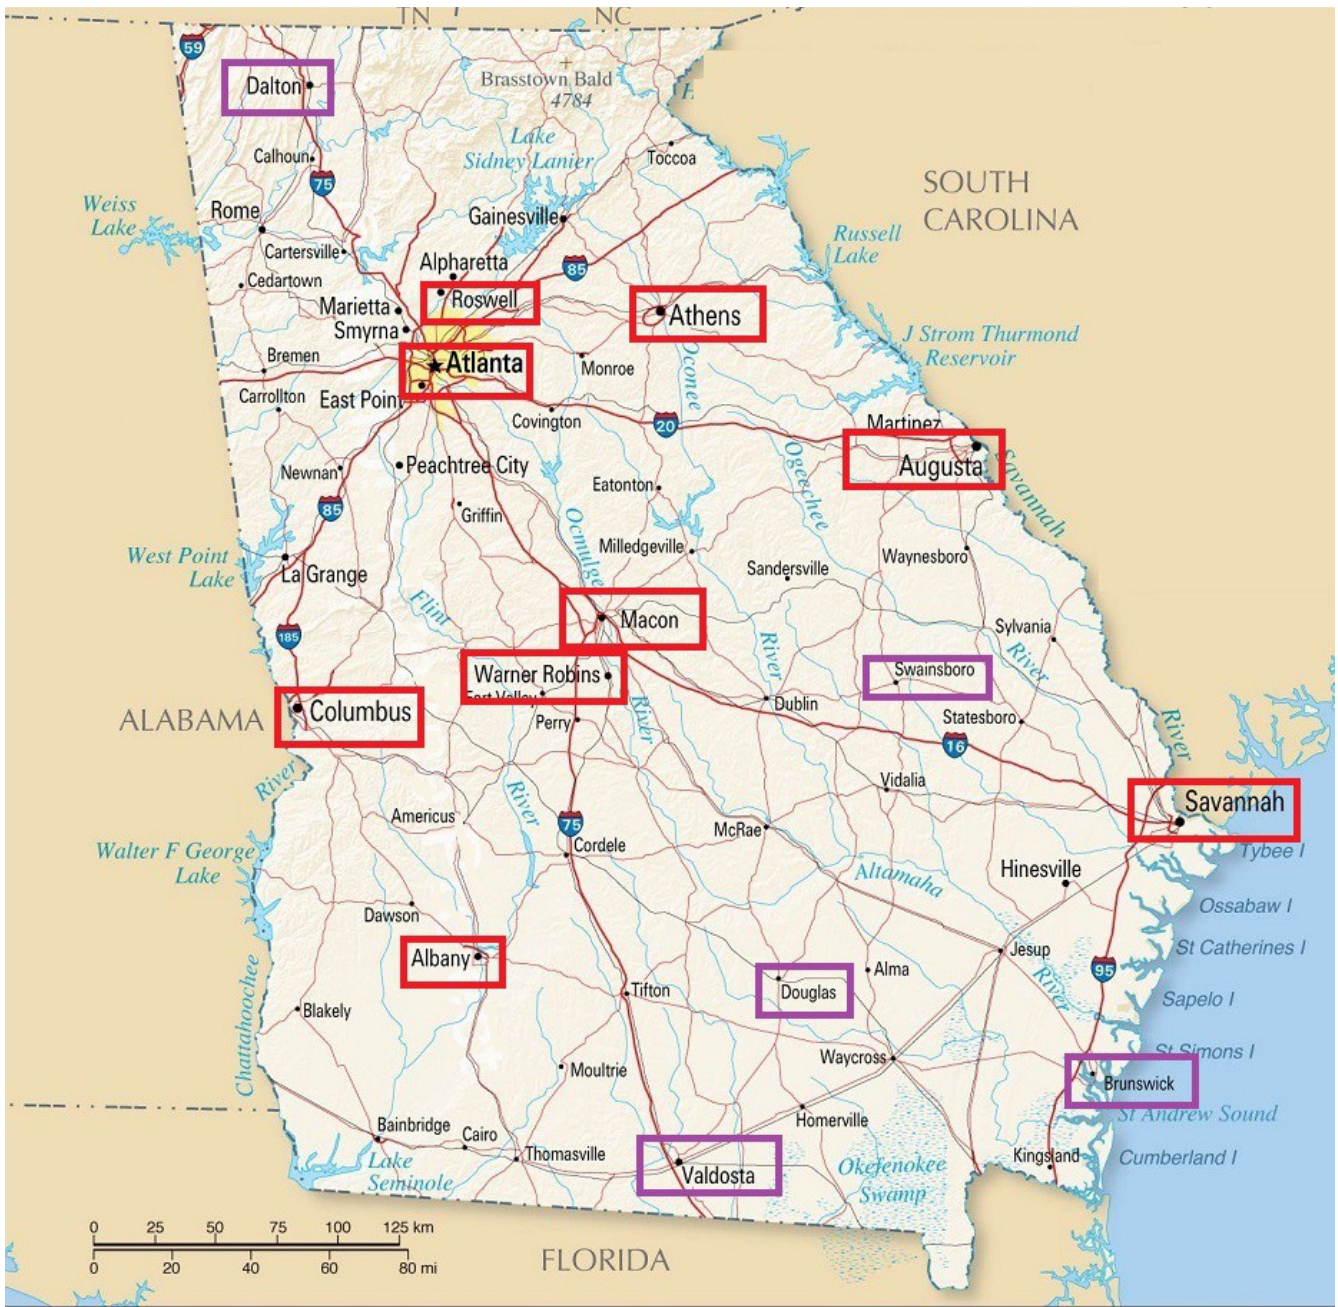 TN
NC
59
Dalton
Brasstown Bald
4784
H
Calhoun
Lake
Sidney Lanier
Toccoa
75
SOUTH
CAROLINA
Weiss
Lake
Rome
Gainesville
Russell
Lake
Cartersville
Alpharetta
85
Cedartown
Roswell
Marietta
Athens
Smyrna
J Strom Thurmond
Reservoir
Bremen
Atlanta
Monroe
Oconee
Carrollton
East Point
Covington
20
Martinez
Augusta
Savannah
Newnan
Peachtree City
Ogeechee
Eatonton
85
Griffin
Ocmulge
West Point
Lake
Milledgeville
Waynesboro
La Grange
Sandersville
Flint
Macon
185
River
Sylvania
River
Warner Robins
Fort Valley
Swainsboro
Columbus
River
Dublin
ALABAMA
Perry
Statesboro
River
16
River
River
Vidalia
Savannah
Americus
75
McRae
Cordele
Tybee I
Walter F George
Lake
Altamaha
Hinesville
Dawson
Ossabaw I
Albany
Jesup
St Catherines I
Alma
95
Douglas
River
Tifton
Sapelo I
Blakely
Chattahoochee
Waycross
St Simons I
Moultrie
Brunswick
Homerville
St Andrew Sound
Bainbridge
Cairo
Thomasville
Kingsland
Cumberland I
Lake
Seminole
Valdosta
Okefenokee
Swamp
0 25 50 75 100 125 km
0 20 40 60 80 mi
FLORIDA